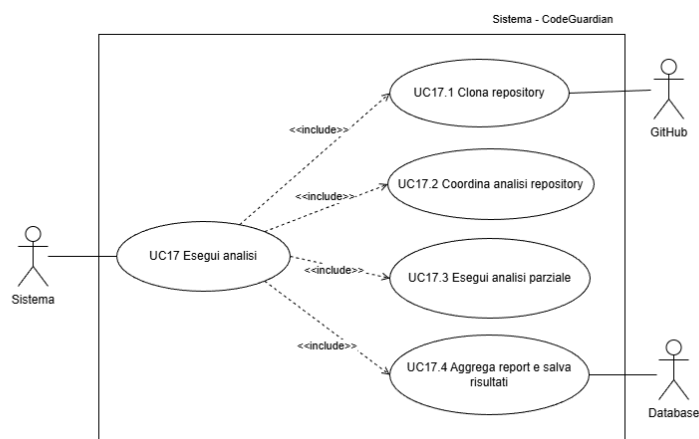 Sistema - CodeGuardian
UC17.1 Clona repository
GitHub
<<include>>
UC17.2 Coordina analisi repository
<<include>>
UC17 Esegui analisi
Sistema
<<include>>
UC17.3 Esegui analisi parziale
<<include>>
UC17.4 Aggrega report e salva
risultati
Database